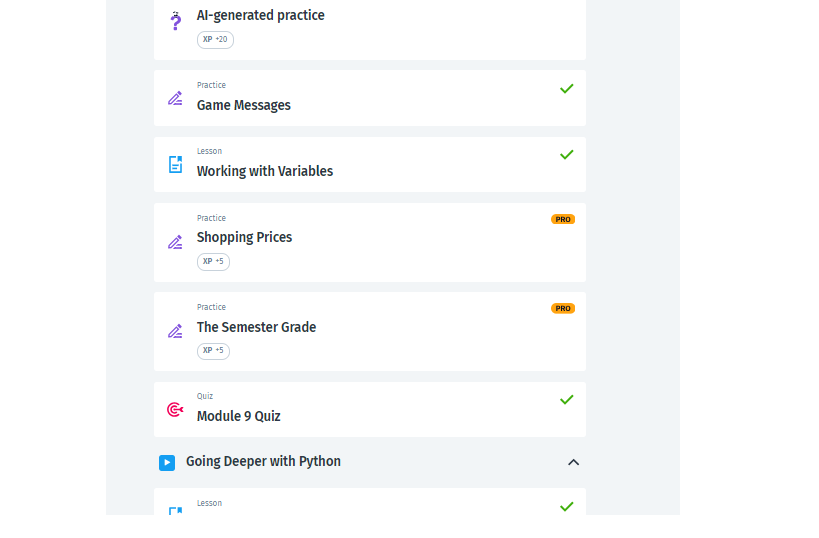 AI-generated practice
XP +20
Practice
Game Messages
Lesson
Working with Variables
Practice
PRO
Shopping Prices
XP +5
Practice
PRO
The Semester Grade
XP +5
Quiz
Module 9 Quiz
Going Deeper with Python
Lesson